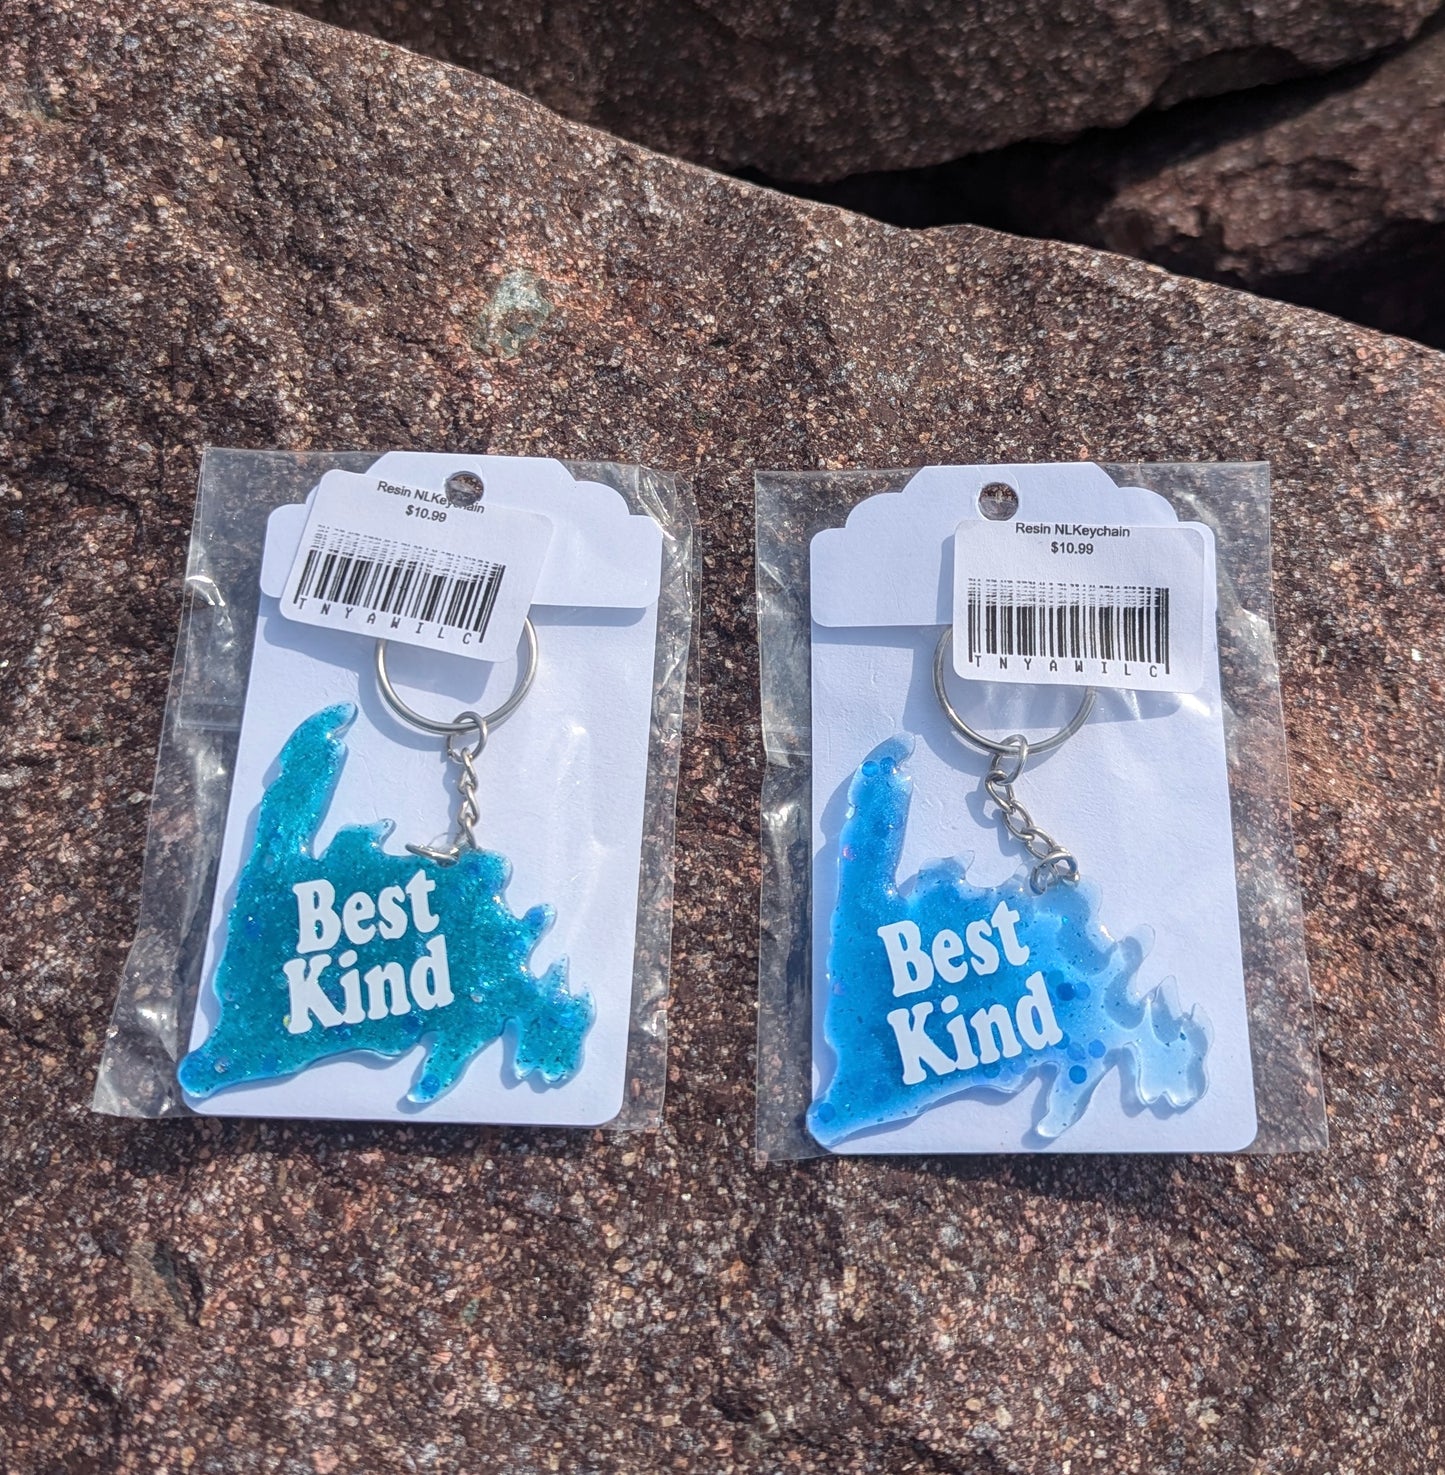 Resin NLKeychain
$10.99
TNYAWILC
Best
Kind
Resin NLKeychain
$10.99
TNYAWILC
Best
Kind